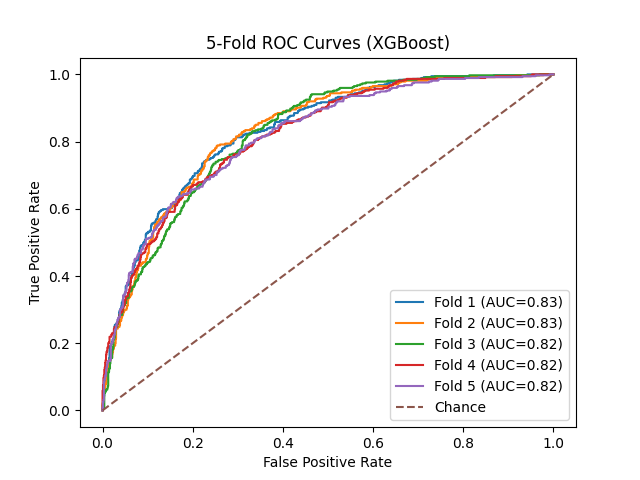 5-Fold ROC Curves (XGBoost)
True Positive Rate
1.0
0.8
0.6
0.4
0.2
0.0
Fold 1 (AUC=0.83)
Fold 2 (AUC=0.83)
Fold 3 (AUC=0.82)
Fold 4 (AUC=0.82)
Fold 5 (AUC=0.82)
Chance
0.0 0.2 0.4 0.6 0.8 1.0
False Positive Rate